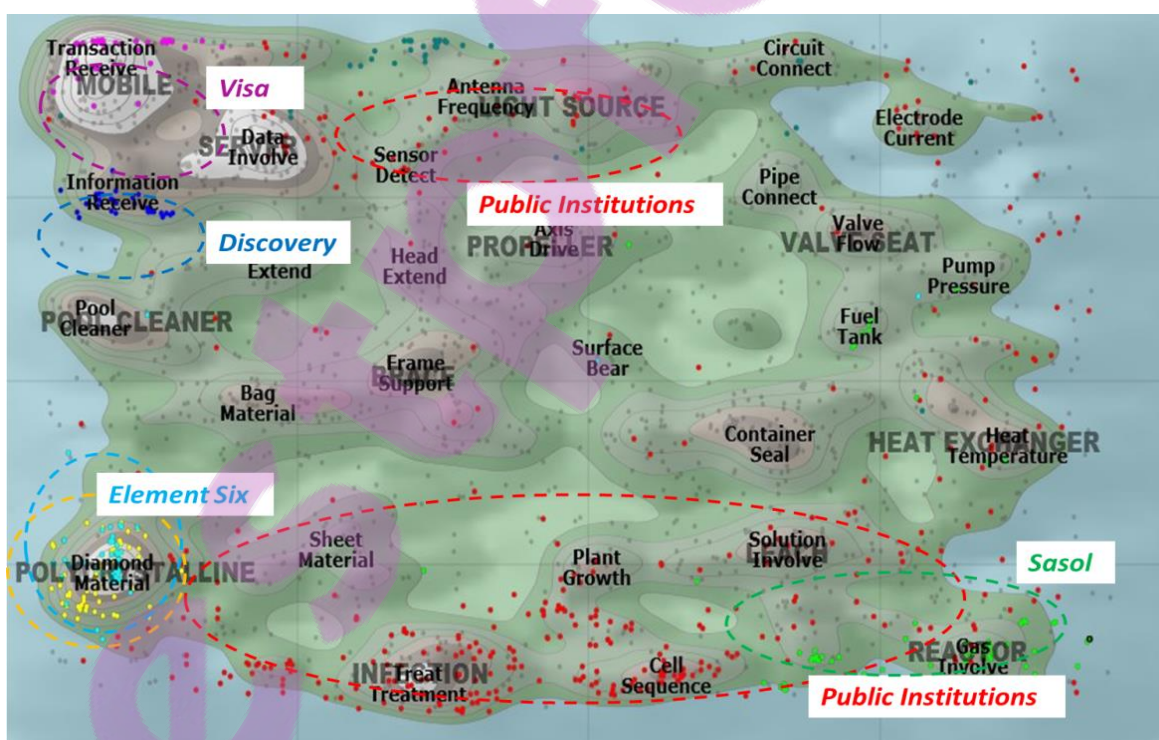 Transaction
Receive
MOBILE
Visa
Circuit
Connect
Antenna
Frequency
LIGHT SOURCE
Electrode
Current
SERVER
Data
Involve
Sensor
Detect
Information
Receive
Pipe
Connect
Public Institutions
Discovery
Extend
Head
Extend
Axis
Drive
PROPELLER
Valve
Flow
VALVE SEAT
Pump
Pressure
Pool
Cleaner
POOL CLEANER
Fuel
Tank
Surface
Bear
Frame
Support
BRACE
Bag
Material
Container
Seal
HEAT EXCHANGER
Heat
Temperature
Element Six
Diamond
Material
POLYCRYSTALLINE
Sheet
Material
Plant
Growth
Solution
Involve
LEACH
Sasol
Treat
Treatment
INFECTION
Cell
Sequence
Gas
Involve
REACTOR
Public Institutions